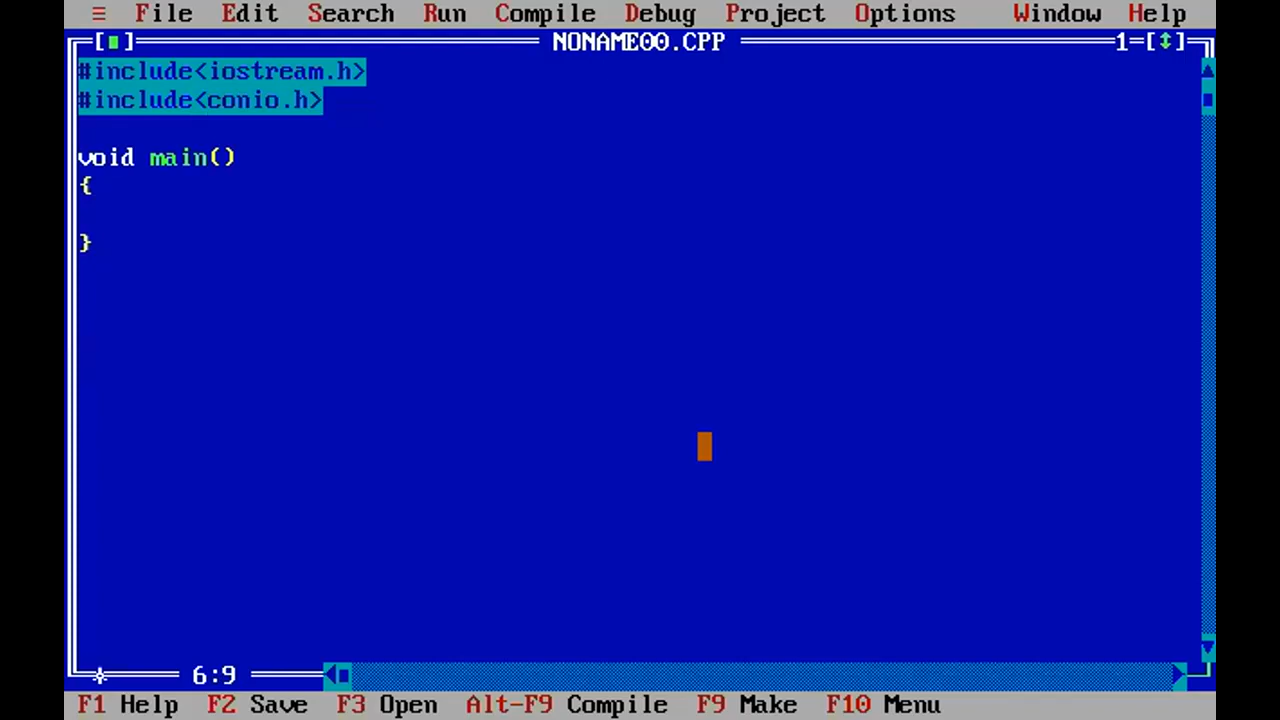 ≡ File Edit Search Run Compile Debug Project Options Window Help
[■] NONAME00.CPP 1=[↕]
#include<iostream.h>
#include<conio.h>
void main()
{
}
6:9
F1 Help F2 Save F3 Open Alt-F9 Compile F9 Make F10 Menu